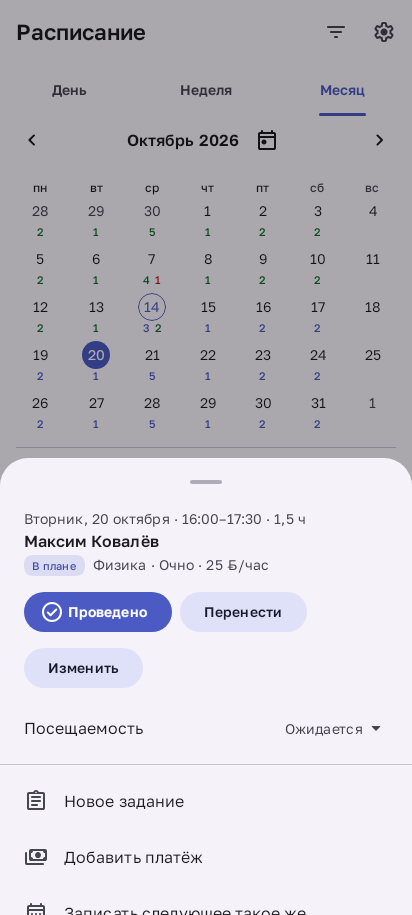 Расписание
День Неделя Месяц
Октябрь 2026
пн вт ср чт пт сб вс
28 29 30 1 2 3 4
2 1 5 1 2 2
5 6 7 8 9 10 11
2 1 4 1 1 2 2
12 13 14 15 16 17 18
2 1 3 2 1 2 2
19 20 21 22 23 24 25
2 1 5 1 2 2
26 27 28 29 30 31 1
2 1 5 1 2 2
Вторник, 20 октября · 16:00–17:30 · 1,5 ч
Максим Ковалёв
В плане Физика · Очно · 25 Ƃ/час
Проведено Перенести
Изменить
Посещаемость Ожидается
Новое задание
Добавить платёж
Записать следующее такое же